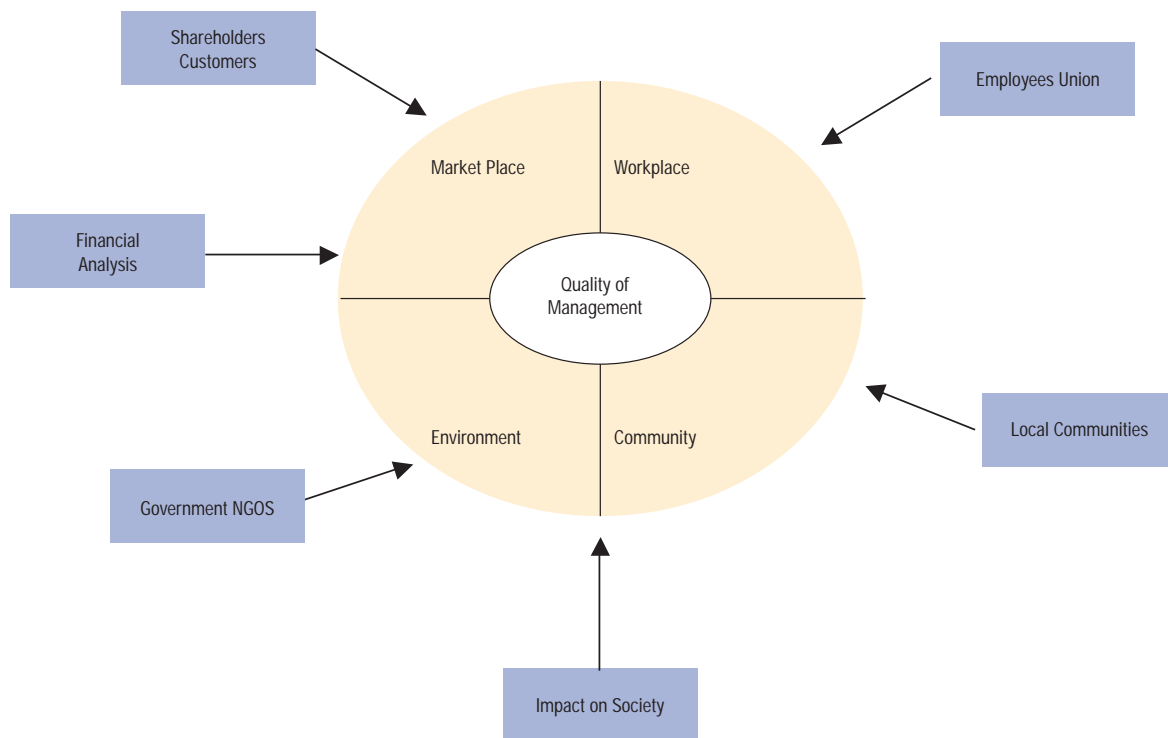 Shareholders
Customers
Employees Union
Market Place
Workplace
Financial
Analysis
Quality of
Management
Environment
Community
Local Communities
Government NGOS
Impact on Society